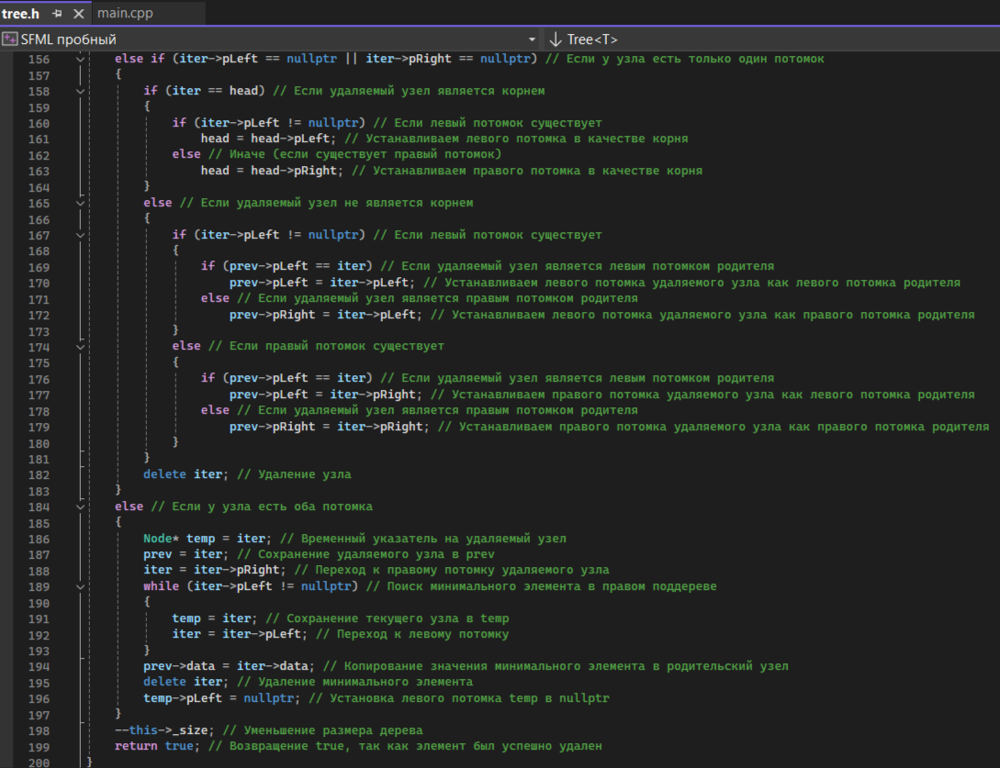 tree.h main.cpp
SFML пробный Tree<T>
156 else if (iter->pLeft == nullptr || iter->pRight == nullptr) // Если у узла есть только один потомок
157 {
158 if (iter == head) // Если удаляемый узел является корнем
159 {
160 if (iter->pLeft != nullptr) // Если левый потомок существует
161 head = head->pLeft; // Устанавливаем левого потомка в качестве корня
162 else // Иначе (если существует правый потомок)
163 head = head->pRight; // Устанавливаем правого потомка в качестве корня
164 }
165 else // Если удаляемый узел не является корнем
166 {
167 if (iter->pLeft != nullptr) // Если левый потомок существует
168 {
169 if (prev->pLeft == iter) // Если удаляемый узел является левым потомком родителя
170 prev->pLeft = iter->pLeft; // Устанавливаем левого потомка удаляемого узла как левого потомка родителя
171 else // Если удаляемый узел является правым потомком родителя
172 prev->pRight = iter->pLeft; // Устанавливаем левого потомка удаляемого узла как правого потомка родителя
173 }
174 else // Если правый потомок существует
175 {
176 if (prev->pLeft == iter) // Если удаляемый узел является левым потомком родителя
177 prev->pLeft = iter->pRight; // Устанавливаем правого потомка удаляемого узла как левого потомка родителя
178 else // Если удаляемый узел является правым потомком родителя
179 prev->pRight = iter->pRight; // Устанавливаем правого потомка удаляемого узла как правого потомка родителя
180 }
181 }
182 delete iter; // Удаление узла
183 }
184 else // Если у узла есть оба потомка
185 {
186 Node* temp = iter; // Временный указатель на удаляемый узел
187 prev = iter; // Сохранение удаляемого узла в prev
188 iter = iter->pRight; // Переход к правому потомку удаляемого узла
189 while (iter->pLeft != nullptr) // Поиск минимального элемента в правом поддереве
190 {
191 temp = iter; // Сохранение текущего узла в temp
192 iter = iter->pLeft; // Переход к левому потомку
193 }
194 prev->data = iter->data; // Копирование значения минимального элемента в родительский узел
195 delete iter; // Удаление минимального элемента
196 temp->pLeft = nullptr; // Установка левого потомка temp в nullptr
197 }
198 --this->_size; // Уменьшение размера дерева
199 return true; // Возвращение true, так как элемент был успешно удален
200 }